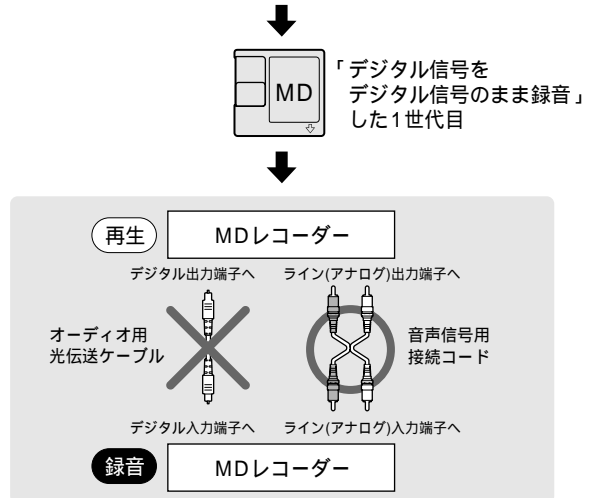 MD
「デジタル信号を
デジタル信号のまま録音」
した1世代目
再生
MDレコーダー
デジタル出力端子へ
ライン(アナログ)出力端子へ
オーディオ用
光伝送ケーブル
音声信号用
接続コード
デジタル入力端子へ
ライン(アナログ)入力端子へ
録音
MDレコーダー